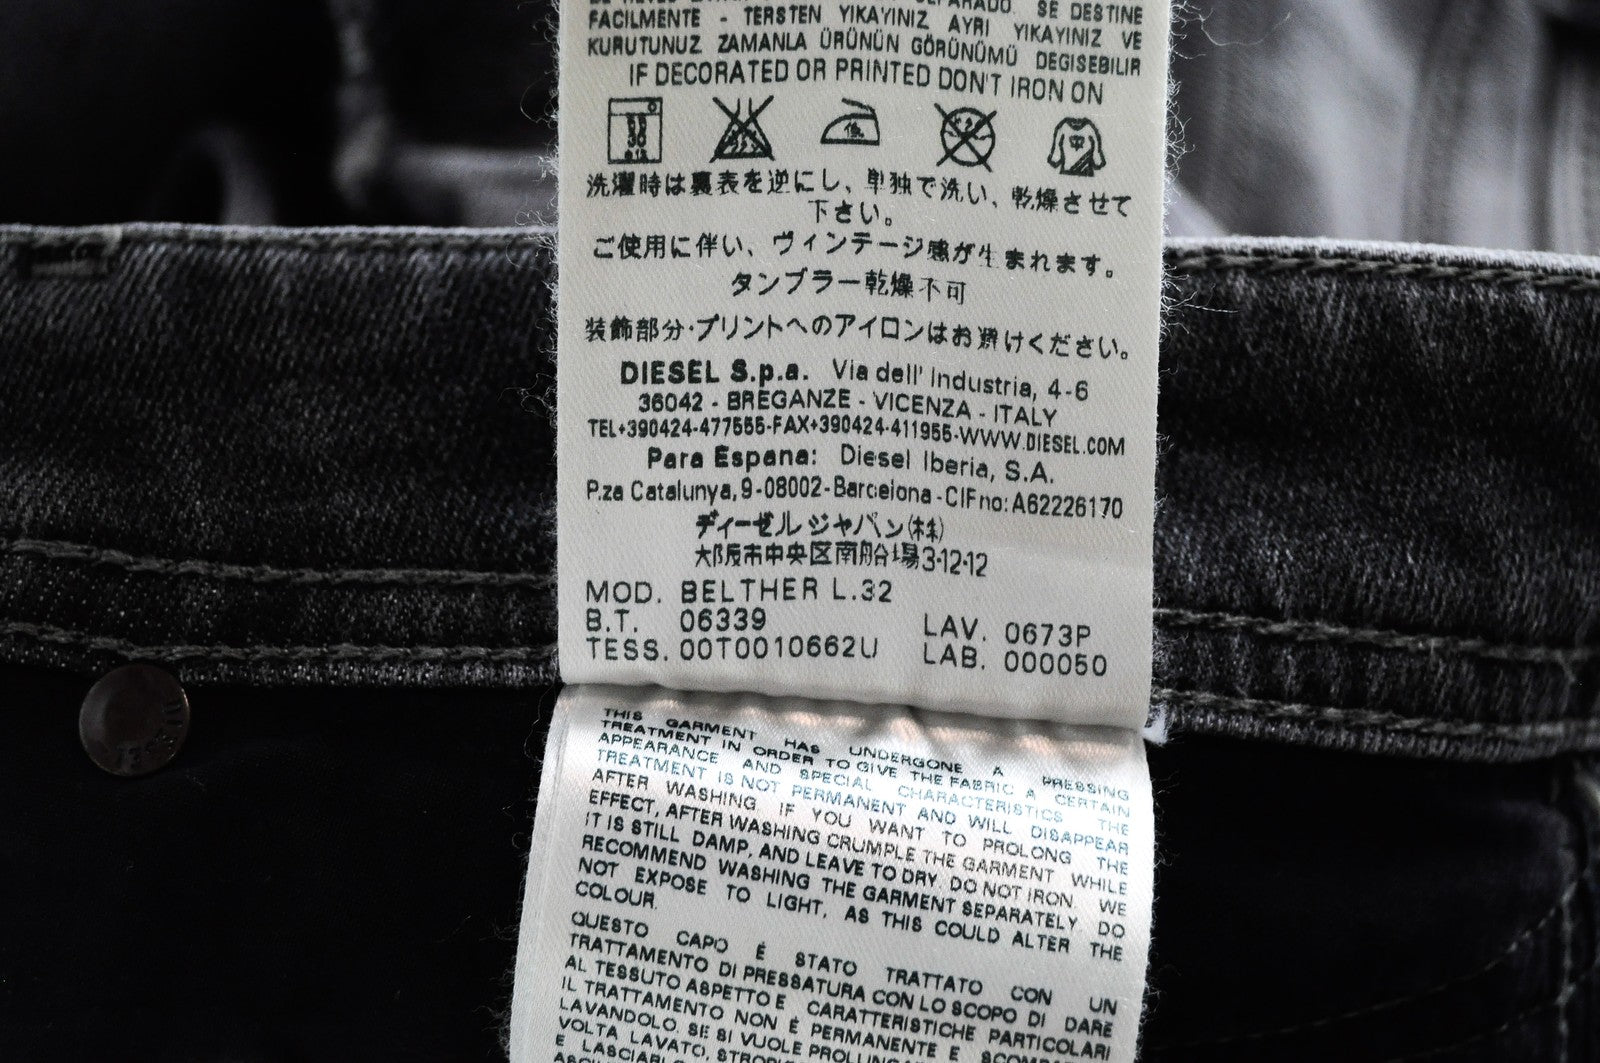 SE DESTINE
FACILMENTE - TERSTEN YIKAYINIZ AYRI YIKAYINIZ VE
KURUTUNUZ ZAMANLA ÜRÜNÜN GÖRÜNÜMÜ DEGISEBILIR
IF DECORATED OR PRINTED DON'T IRON ON
洗濯時は裏表を逆にし、単独で洗い、乾燥させて
下さい。
ご使用に伴い、ヴィンテージ感が生まれます。
タンブラー乾燥不可
装飾部分・プリントへのアイロンはお避けください。
DIESEL S.p.a. Via dell' Industria, 4-6
36042 - BREGANZE - VICENZA - ITALY
TEL+390424-477555-FAX+390424-411955-WWW.DIESEL.COM
Para Espana: Diesel Iberia, S.A.
P.za Catalunya, 9-08002-Barcelona-CIF no: A62226170
ディーゼル ジャパン(株)
大阪市中央区南船場3-12-12
MOD. BELTHER L.32
B.T. 06339 LAV. 0673P
TESS. 00T0010662U LAB. 000050
THIS GARMENT HAS UNDERGONE A PRESSING
TREATMENT IN ORDER TO GIVE THE FABRIC A CERTAIN
APPEARANCE AND SPECIAL CHARACTERISTICS THE
TREATMENT IS NOT PERMANENT AND WILL DISAPPEAR
AFTER WASHING IF YOU WANT TO PROLONG THE
EFFECT, AFTER WASHING CRUMPLE THE GARMENT WHILE
IT IS STILL DAMP, AND LEAVE TO DRY. DO NOT IRON. WE
RECOMMEND WASHING THE GARMENT SEPARATELY. DO
NOT EXPOSE TO LIGHT, AS THIS COULD ALTER THE
COLOUR.
QUESTO CAPO É STATO TRATTATO CON UN
TRATTAMENTO DI PRESSATURA CON LO SCOPO DI DARE
AL TESSUTO ASPETTO E CARATTERISTICHE PARTICOLARI
IL TRATTAMENTO NON É PERMANENTE E
LAVANDOLO. SE SI VUOLE
VOLTA LAVATO,
E